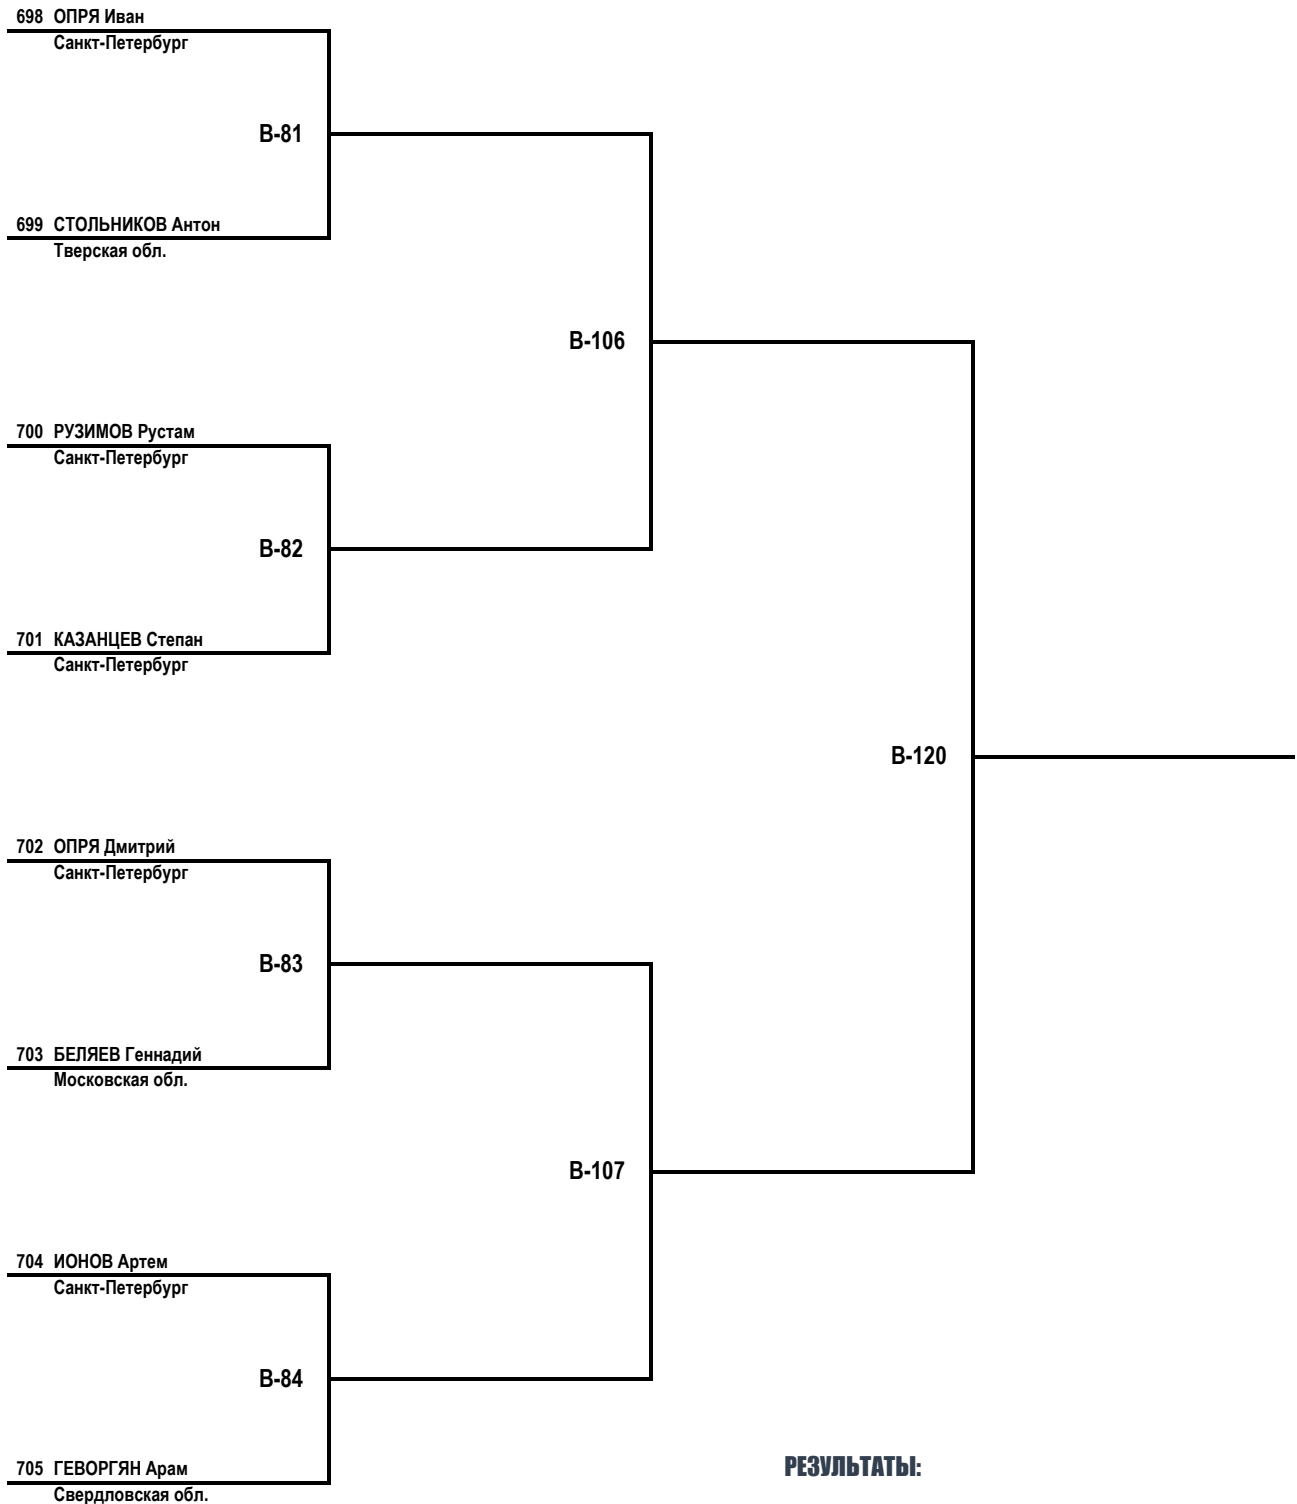 698 ОПРЯ Иван
Санкт-Петербург
В-81
699 СТОЛЬНИКОВ Антон
Тверская обл.
В-106
700 РУЗИМОВ Рустам
Санкт-Петербург
В-82
701 КАЗАНЦЕВ Степан
Санкт-Петербург
В-120
702 ОПРЯ Дмитрий
Санкт-Петербург
В-83
703 БЕЛЯЕВ Геннадий
Московская обл.
В-107
704 ИОНОВ Артем
Санкт-Петербург
В-84
705 ГЕВОРГЯН Арам
Свердловская обл.
РЕЗУЛЬТАТЫ: